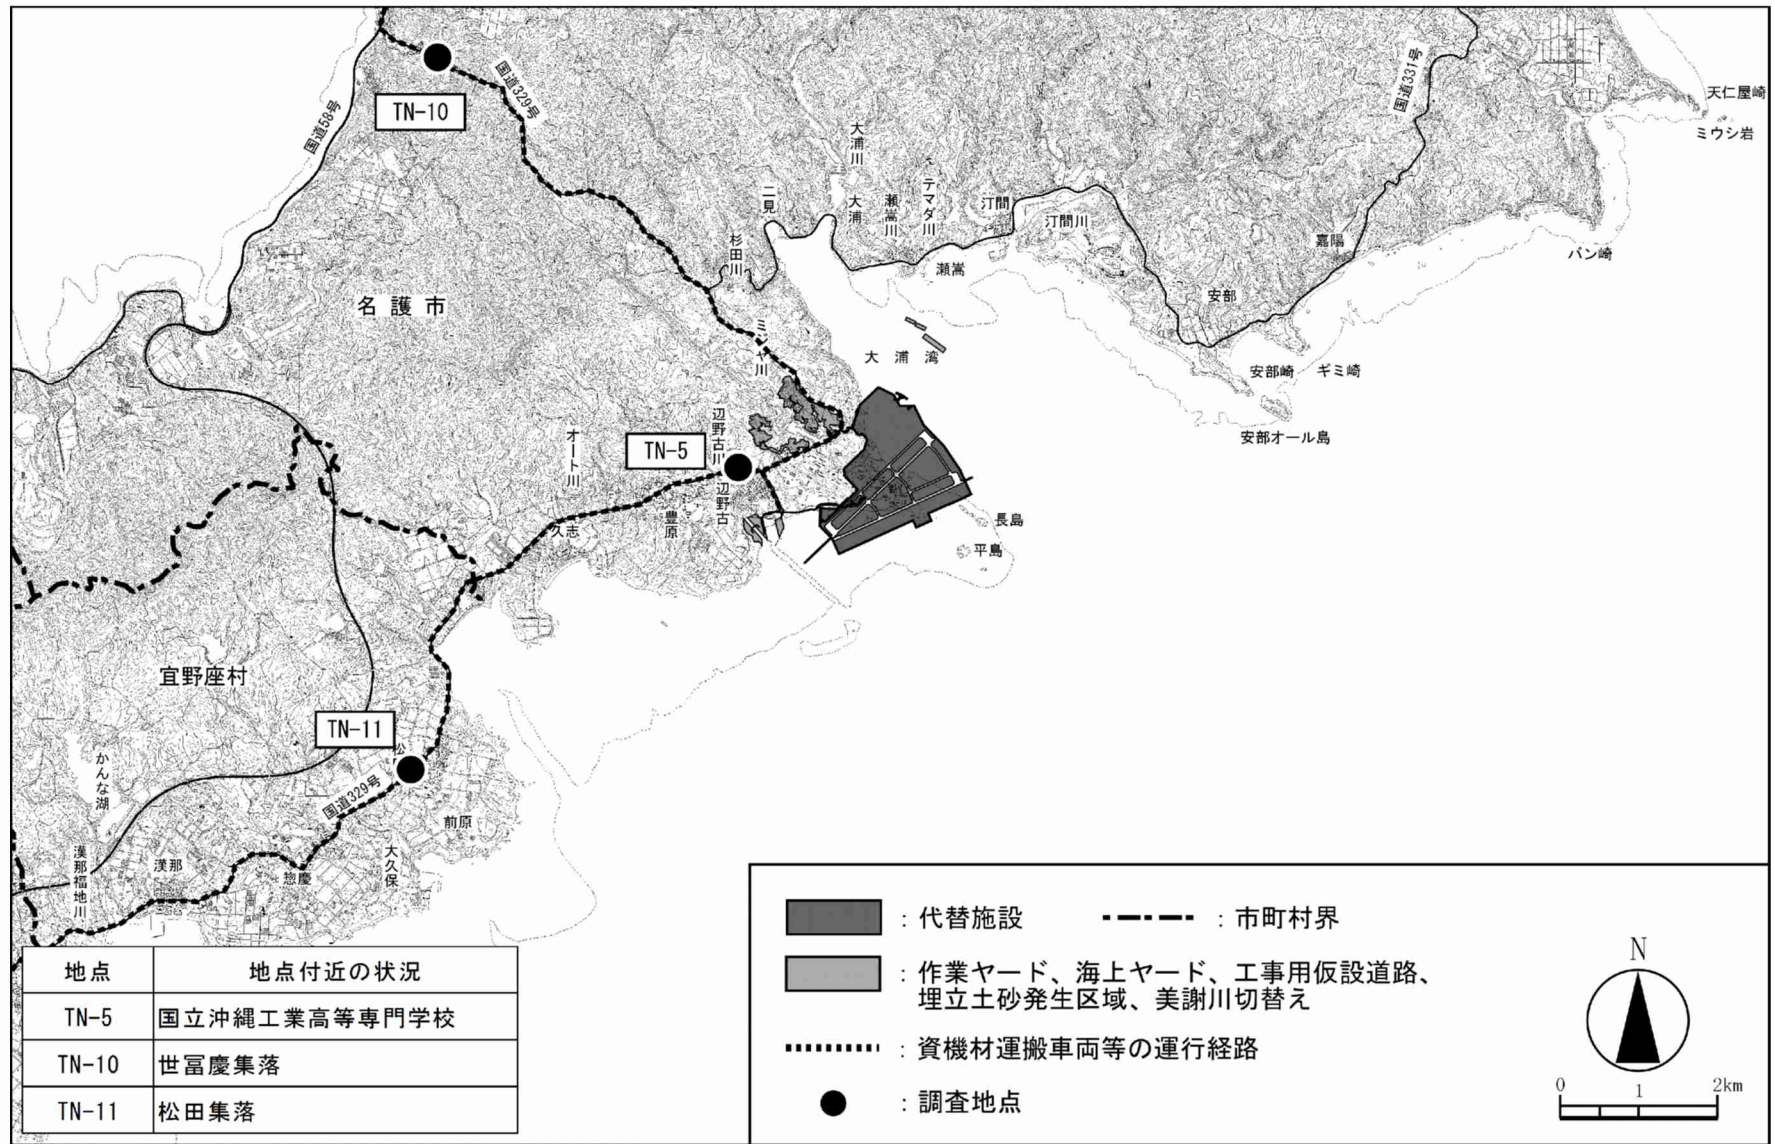 天仁屋崎
ミウシ岩
国道331号
国道58号
国道329号
TN-10
大浦川
二見
大浦
瀬嵩川
テマダ川
汀間
汀間川
嘉陽
バン崎
杉田川
瀬嵩
安部
名護市
大浦湾
安部崎
ギミ崎
安部オール島
辺野古川
TN-5
オート川
辺野古
豊原
久志
長島
平島
宜野座村
TN-11
松
かんな湖
国道329号
前原
大久保
漢那福地川
漢那
惣慶
地点 地点付近の状況
TN-5 国立沖縄工業高等専門学校
TN-10 世冨慶集落
TN-11 松田集落
：代替施設
：市町村界
：作業ヤード、海上ヤード、工事用仮設道路、
埋立土砂発生区域、美謝川切替え
：資機材運搬車両等の運行経路
：調査地点
N
0 1 2km